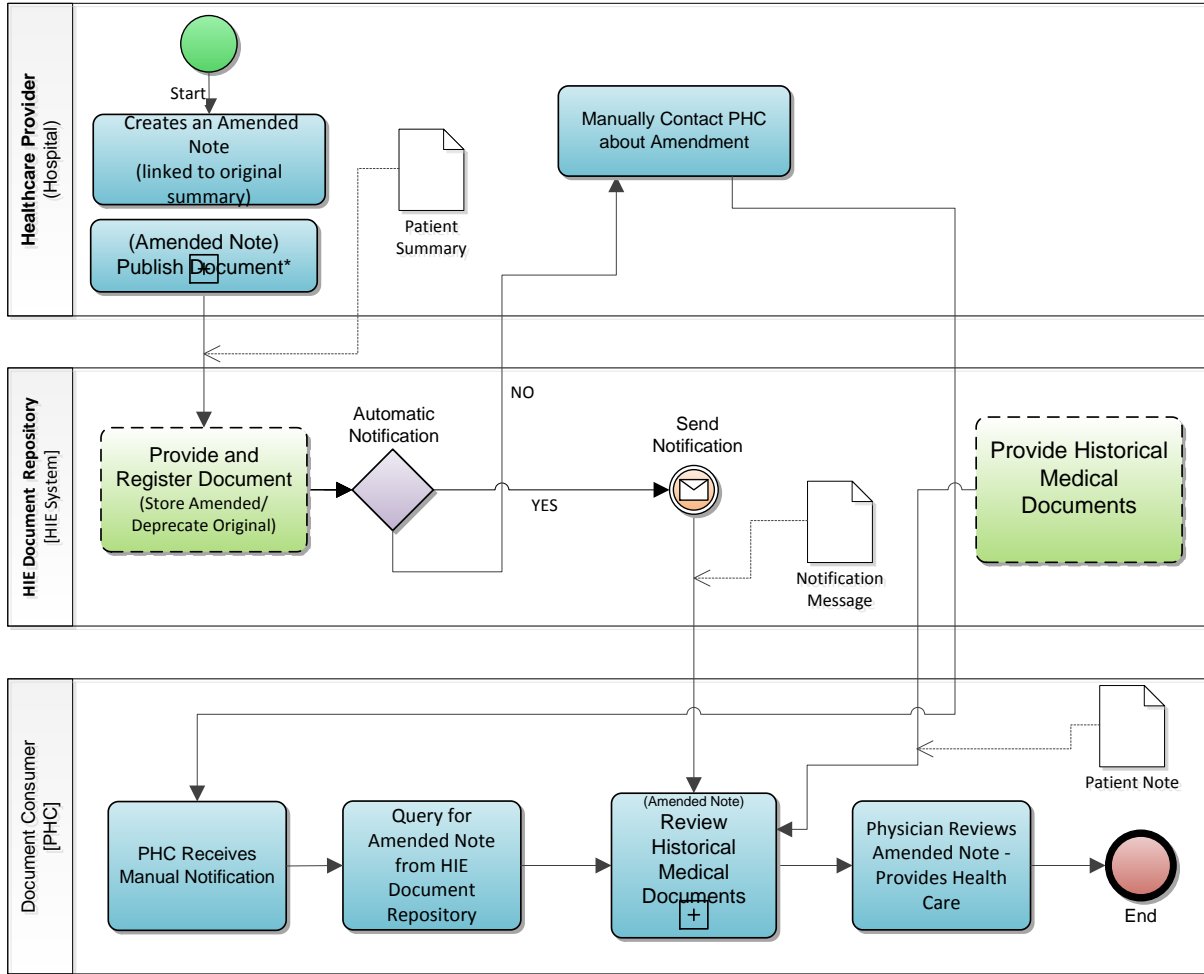 Healthcare Provider
(Hospital)
Start
Creates an Amended
Note
(linked to original
summary)
(Amended Note)
Publish Document*
Patient
Summary
Manually Contact PHC
about Amendment
HIE Document Repository
[HIE System]
Provide and
Register Document
(Store Amended/
Deprecate Original)
Automatic
Notification
NO
YES
Send
Notification
Notification
Message
Provide Historical
Medical
Documents
Document Consumer
[PHC]
PHC Receives
Manual Notification
Query for
Amended Note
from HIE
Document
Repository
(Amended Note)
Review
Historical
Medical
Documents
Physician Reviews
Amended Note -
Provides Health
Care
Patient Note
End